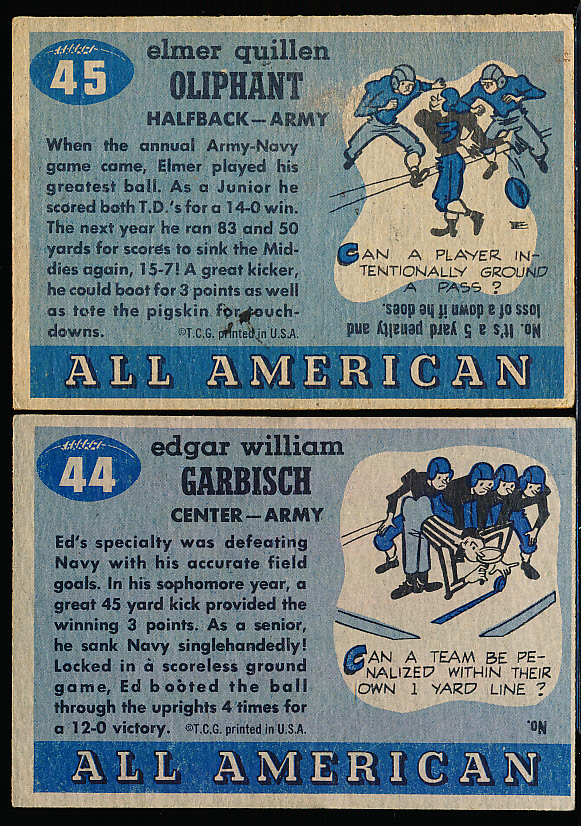 45
elmer quillen
OLIPHANT
HALFBACK—ARMY
When the annual Army-Navy
game came, Elmer played his
greatest ball. As a Junior he
scored both T.D.'s for a 14-0 win.
The next year he ran 83 and 50
yards for scores to sink the Mid-
dies again, 15-7! A great kicker,
he could boot for 3 points as well
as tote the pigskin for touch-
downs.
©T.C.G. printed in U.S.A.
CAN A PLAYER IN-
TENTIONALLY GROUND
A PASS?
No. It's a 5 yard penalty and
loss of a down if he does.
ALL AMERICAN
44
edgar william
GARBISCH
CENTER—ARMY
Ed's specialty was defeating
Navy with his accurate field
goals. In his sophomore year, a
great 45 yard kick provided the
winning 3 points. As a senior,
he sank Navy singlehandedly!
Locked in a scoreless ground
game, Ed booted the ball
through the uprights 4 times for
a 12-0 victory. ©T.C.G. printed in U.S.A.
CAN A TEAM BE PE-
NALIZED WITHIN THEIR
OWN 1 YARD LINE?
No.
ALL AMERICAN